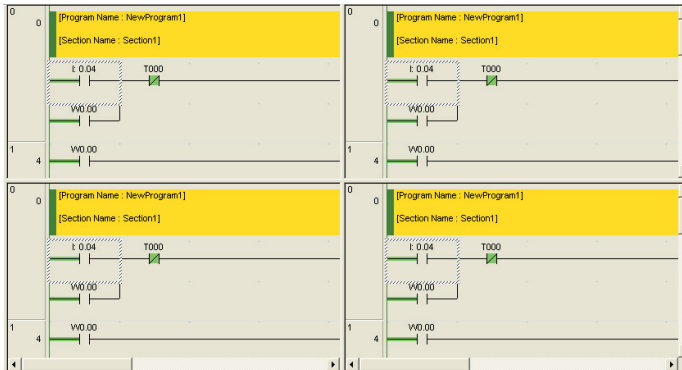 0
0
[Program Name : NewProgram1]
[Section Name : Section1]
I: 0.04 T000
W0.00
1
4
W0.00
0
0
[Program Name : NewProgram1]
[Section Name : Section1]
I: 0.04 T000
W0.00
1
4
W0.00
0
0
[Program Name : NewProgram1]
[Section Name : Section1]
I: 0.04 T000
W0.00
1
4
W0.00
0
0
[Program Name : NewProgram1]
[Section Name : Section1]
I: 0.04 T000
W0.00
1
4
W0.00